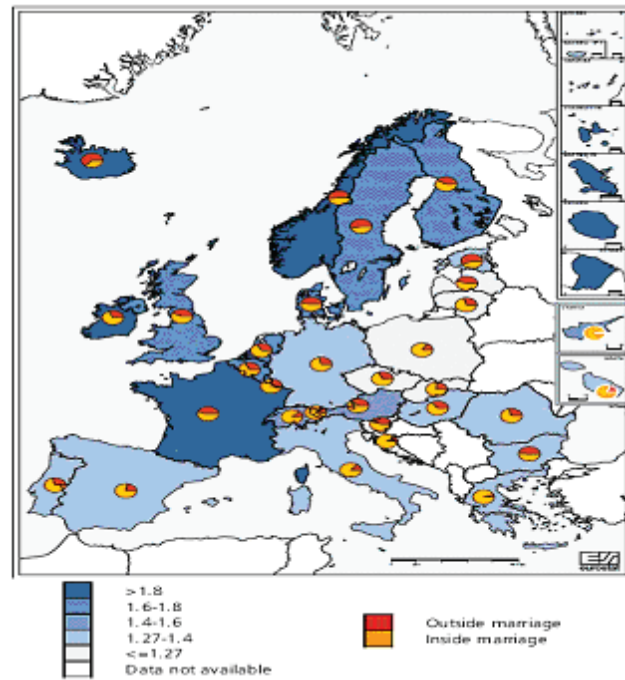 eurostat
>1.8
1.6-1.8
1.4-1.6
1.27-1.4
<=1.27
Data not available
Outside marriage
Inside marriage